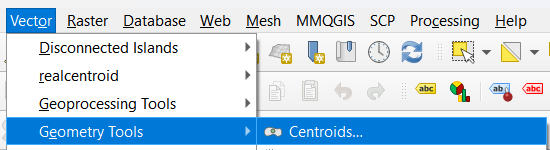 Vector Raster Database Web Mesh MMQGIS SCP Processing Help
Disconnected Islands
realcentroid
Geoprocessing Tools
abc abc abc
Geometry Tools
Centroids...